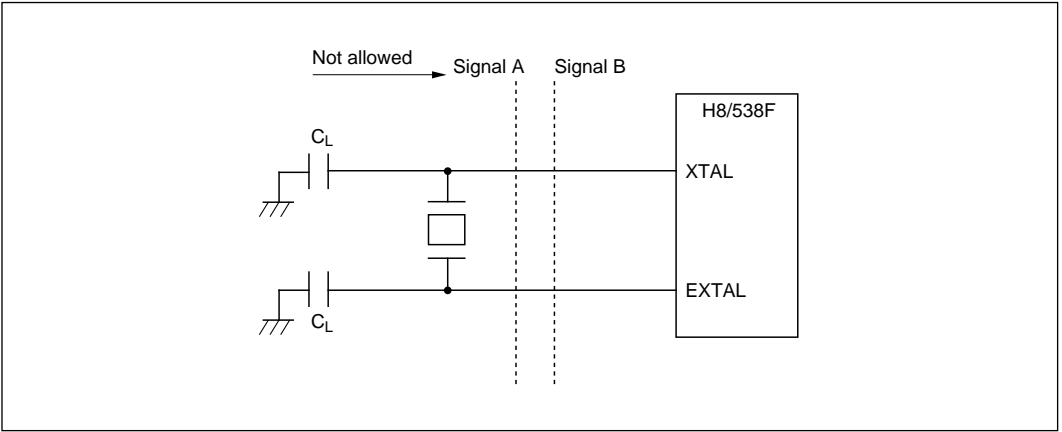 Not allowed
Signal A
Signal B
H8/538F
CL
XTAL
EXTAL
CL